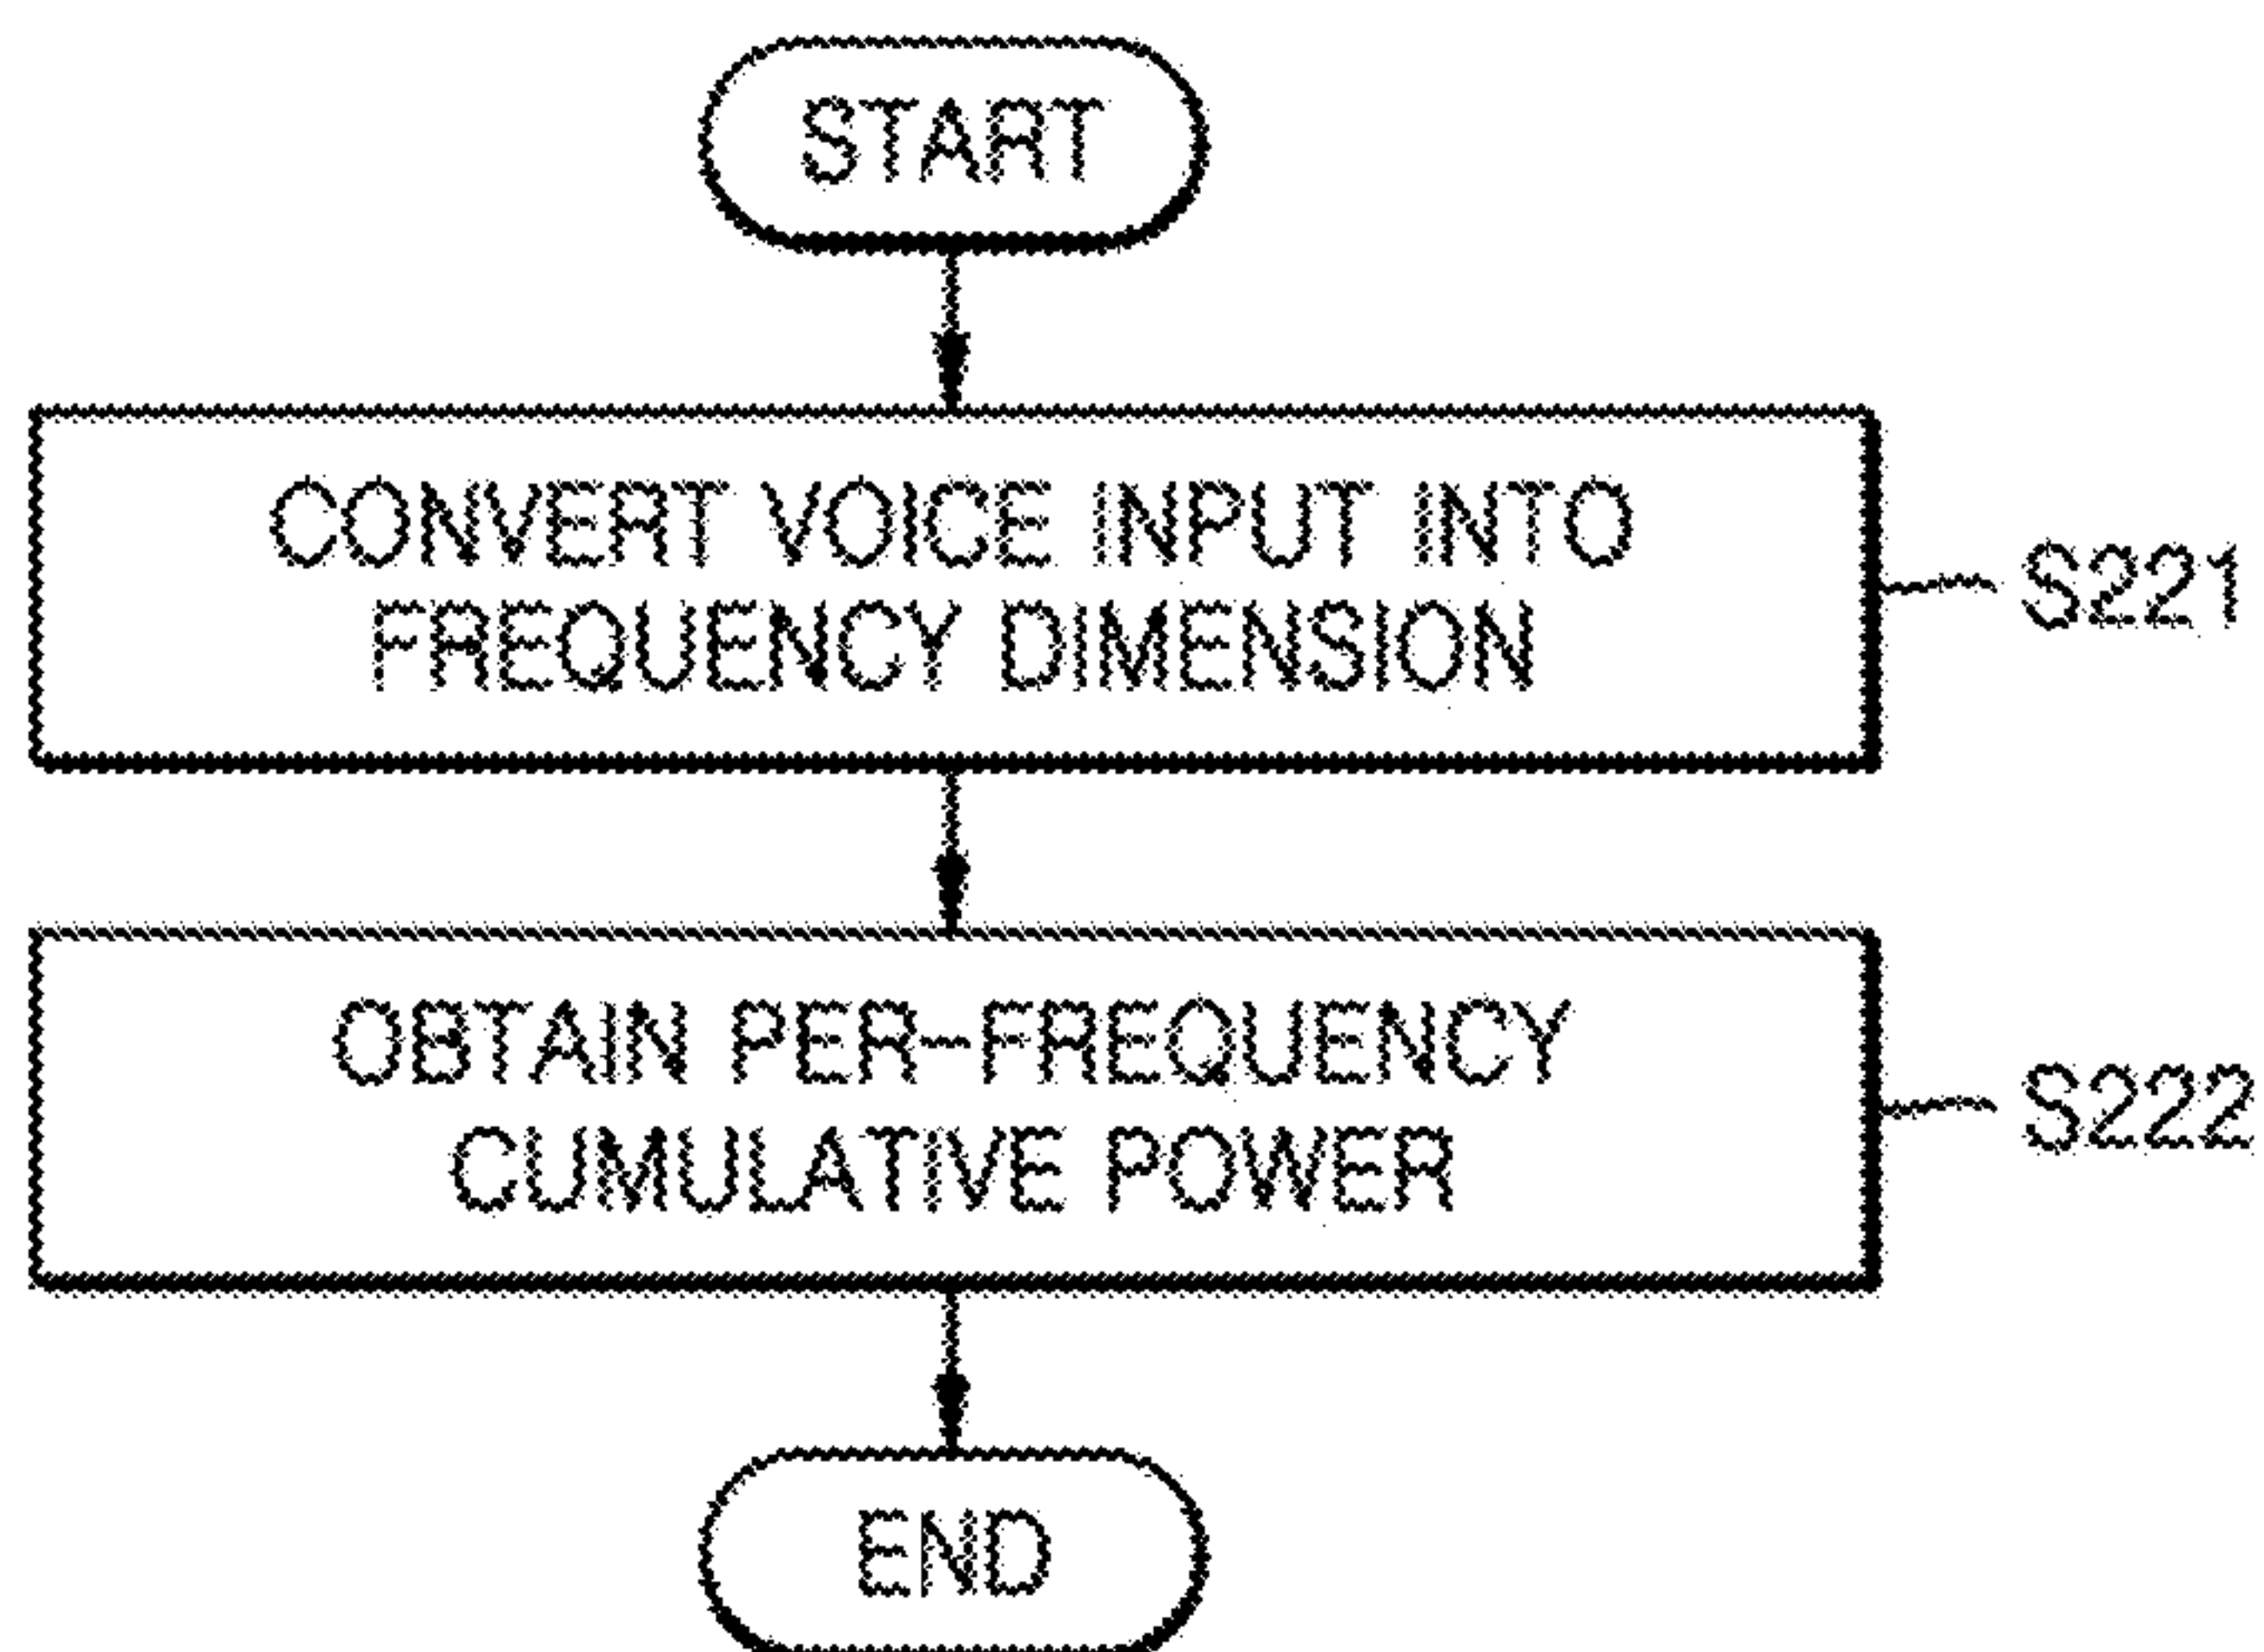 START
CONVERT VOICE INPUT INTO
FREQUENCY DIMENSION
S221
OBTAIN PER-FREQUENCY
CUMULATIVE POWER
S222
END